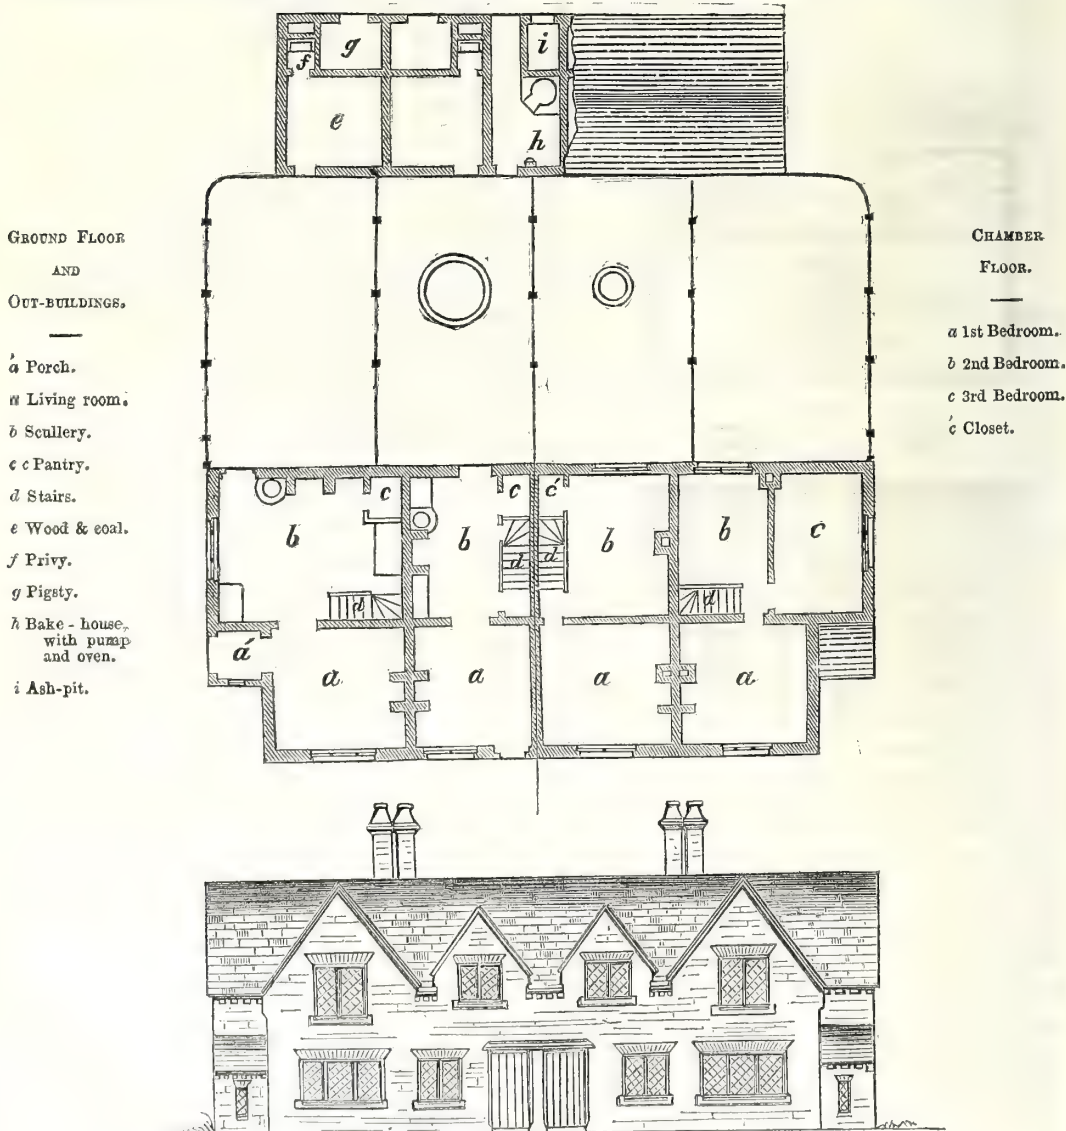 g
i
f
e
h
GROUND FLOOR
AND
OUT-BUILDINGS.
á Porch.
a Living room.
b Scullery.
c c Pantry.
d Stairs.
e Wood & coal.
f Privy.
g Pigsty.
h Bake-house,
with pump
and oven.
i Ash-pit.
CHAMBER
FLOOR.
a 1st Bedroom.
b 2nd Bedroom.
c 3rd Bedroom.
ć Closet.
c c ć
b b b b c
d d d d
á
a a a a